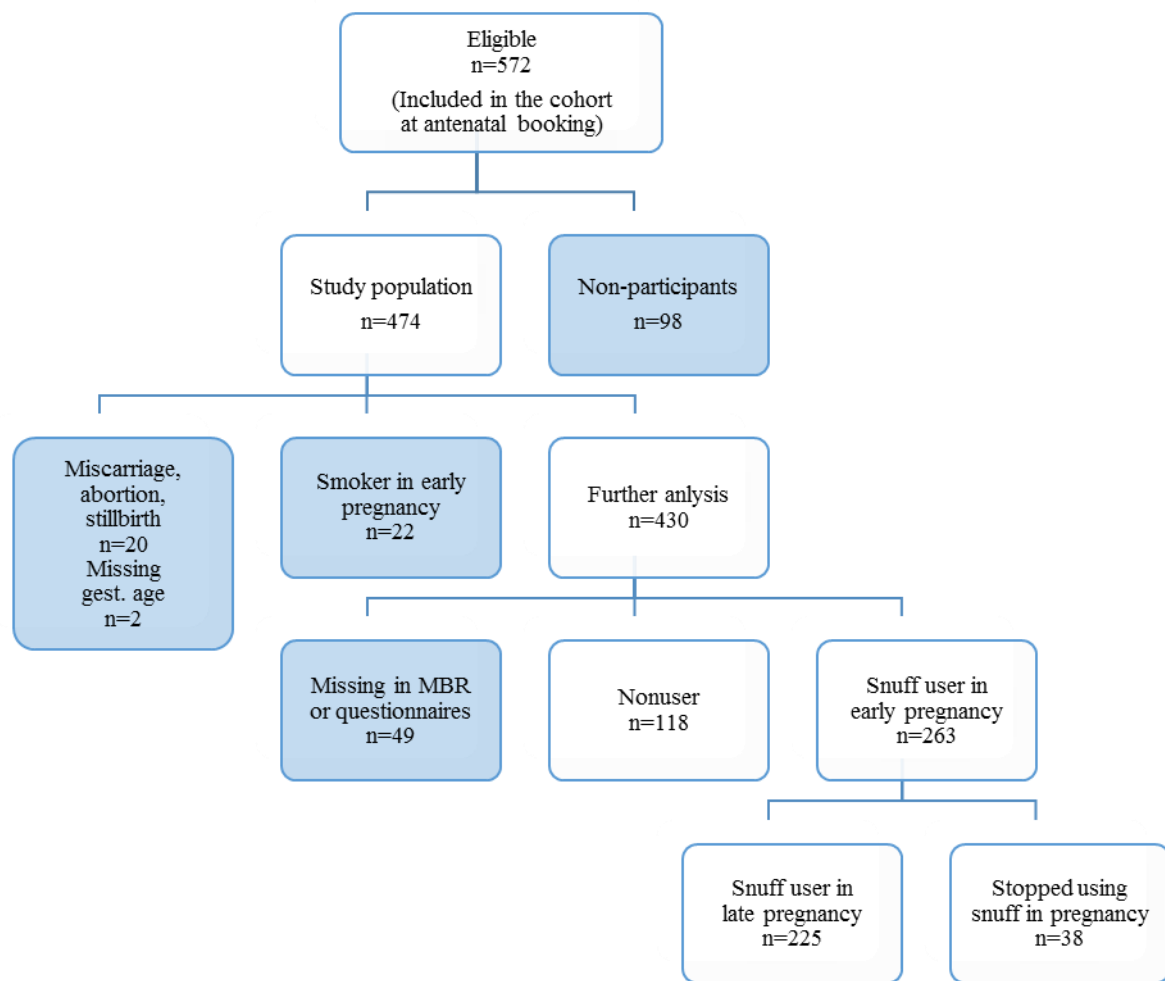 Eligible
n=572
(Included in the cohort
at antenatal booking)
Study population
n=474
Non-participants
n=98
Miscarriage,
abortion,
stillbirth
n=20
Missing
gest. age
n=2
Smoker in early
pregnancy
n=22
Further anlysis
n=430
Missing in MBR
or questionnaires
n=49
Nonuser
n=118
Snuff user in
early pregnancy
n=263
Snuff user in
late pregnancy
n=225
Stopped using
snuff in pregnancy
n=38